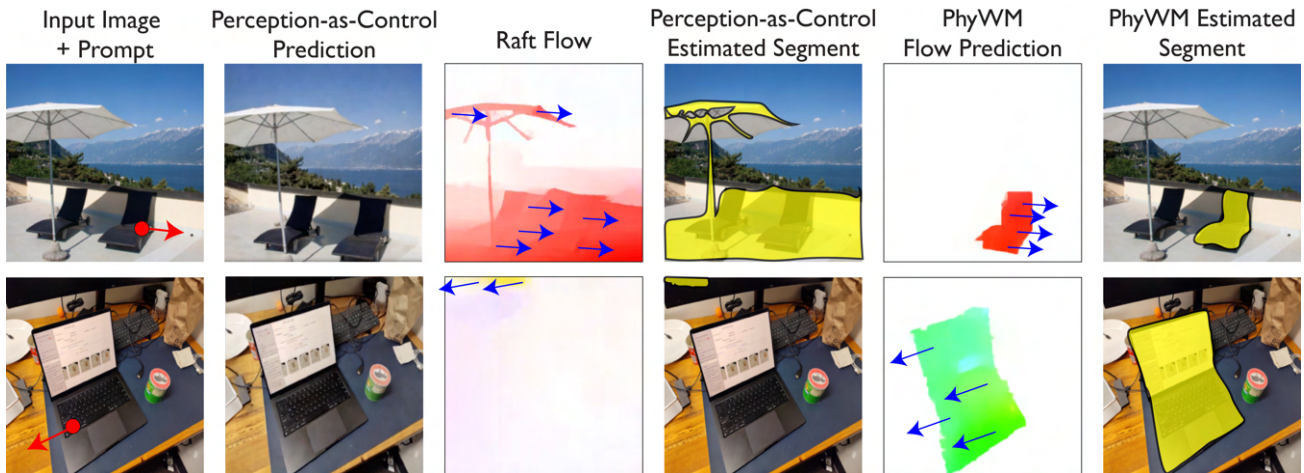 Input Image
+ Prompt
Perception-as-Control
Prediction
Raft Flow
Perception-as-Control
Estimated Segment
PhyWM
Flow Prediction
PhyWM Estimated
Segment